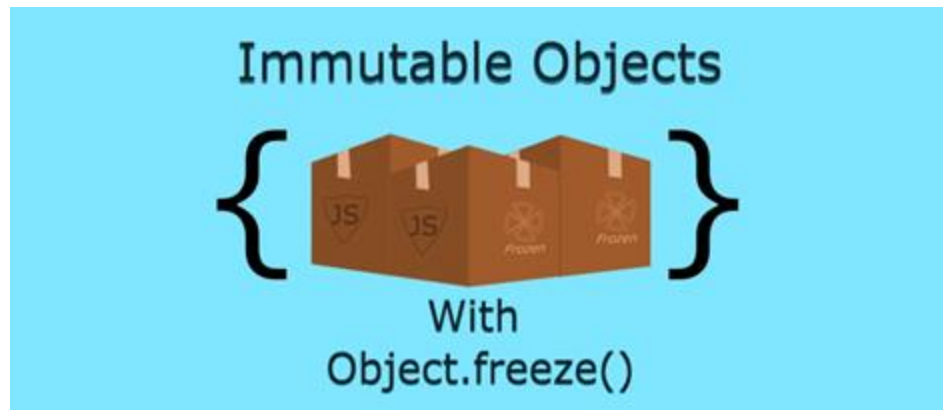 Immutable Objects
{ JS JS Frozen Frozen }
With
Object.freeze()